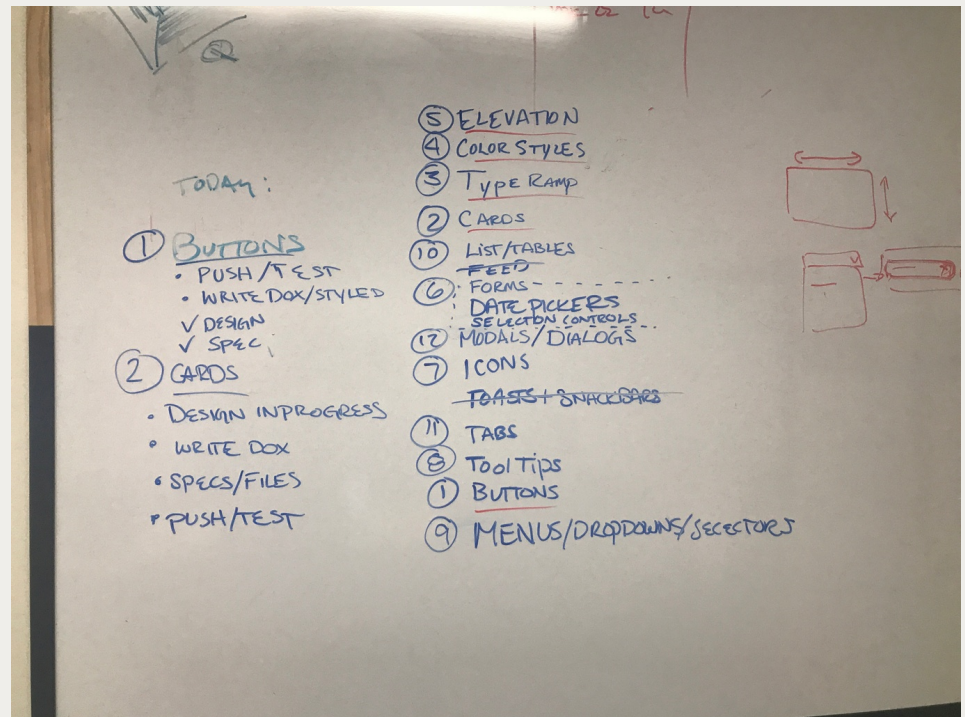 TODAY:
① BUTTONS
• PUSH/TEST
• WRITE DOX/STYLED
✓ DESIGN
✓ SPEC
② CARDS
• DESIGN INPROGRESS
• WRITE DOX
• SPECS/FILES
• PUSH/TEST
⑤ ELEVATION
④ COLOR STYLES
③ TYPE RAMP
② CARDS
⑩ LIST/TABLES
FEED
⑥ FORMS
DATE PICKERS
SELECTION CONTROLS
⑫ MODALS/DIALOGS
⑦ ICONS
TOASTS + SNACKBARS
⑪ TABS
⑧ Tool Tips
① BUTTONS
⑨ MENUS/DROPDOWNS/SELECTORS